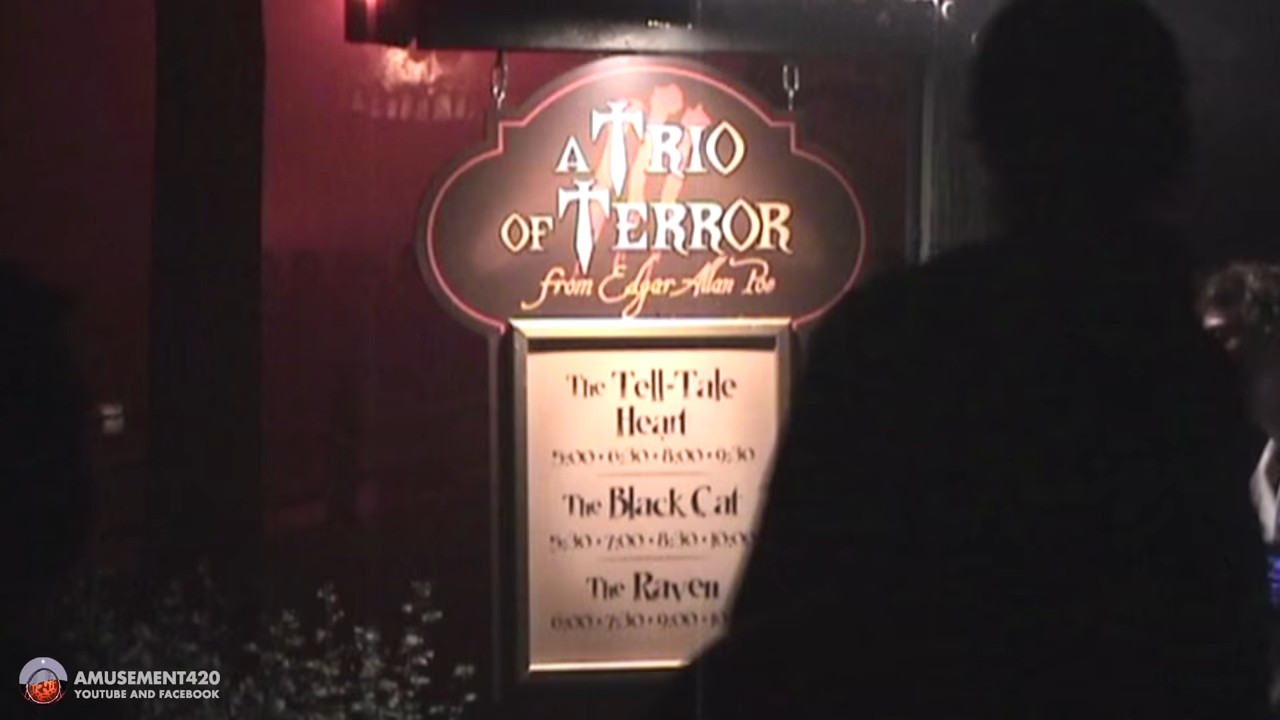 A TRIO
OF TERROR
from Edgar Allan Poe
The Tell-Tale
Heart
5:00 • 6:30 • 8:00 • 9:30
The Black Cat
5:30 • 7:00 • 8:30 • 10:00
The Raven
6:00 • 7:30 • 9:00
AMUSEMENT420
YOUTUBE AND FACEBOOK